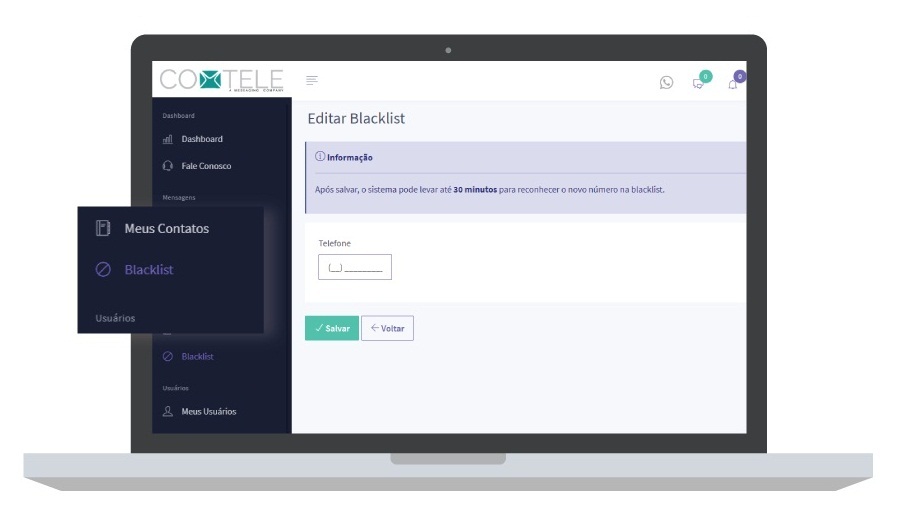 COMTELE
A MESSAGING COMPANY
0
0
Dashboard
Dashboard
Fale Conosco
Mensagens
Meus Contatos
Blacklist
Usuários
Blacklist
Usuários
Meus Usuários
Editar Blacklist
Informação
Após salvar, o sistema pode levar até 30 minutos para reconhecer o novo número na blacklist.
Telefone
(__) _________
Salvar
Voltar